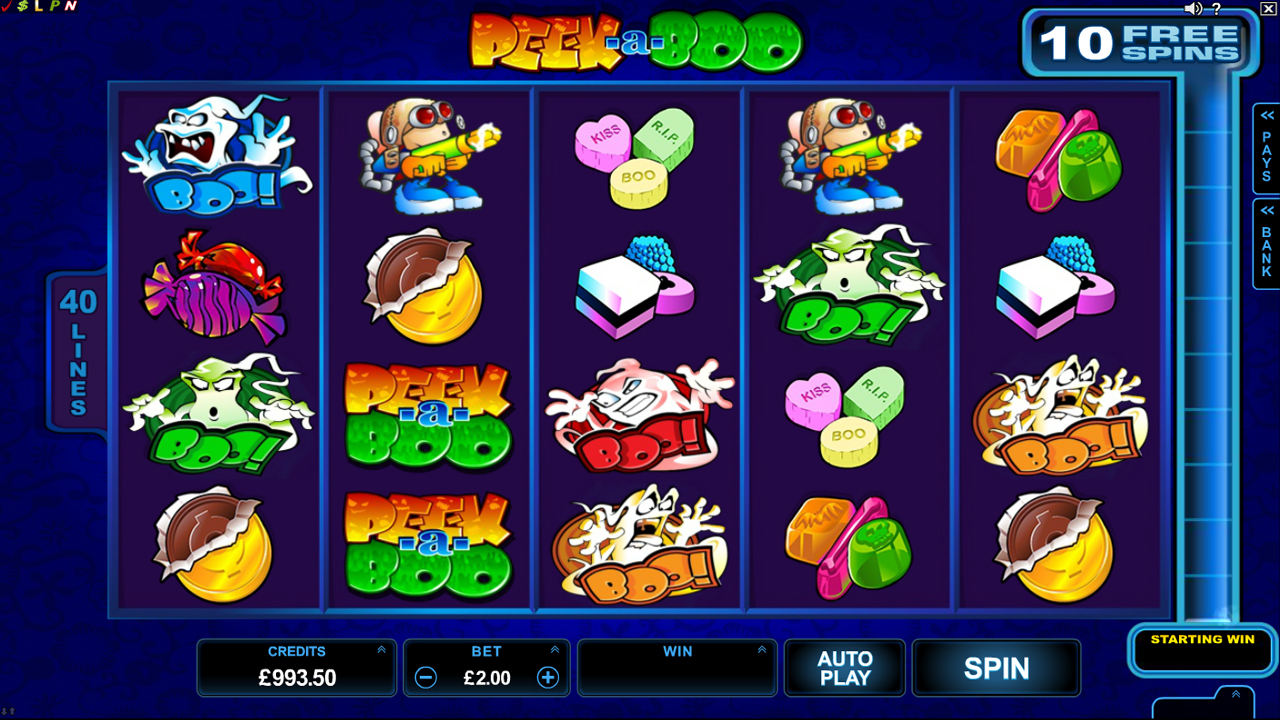 ✓ $ L P N
PEEK-a-BOO
?
10 FREE SPINS
<< PAYS
<< BANK
40 LINES
BOO!
KISS R.I.P. BOO
BOO!
BOO!
PEEK
-a-
BOO
BOO!
KISS R.I.P. BOO
BOO!
PEEK
-a-
BOO
BOO!
CREDITS
£993.50
BET
£2.00
WIN
AUTO
PLAY
SPIN
STARTING WIN